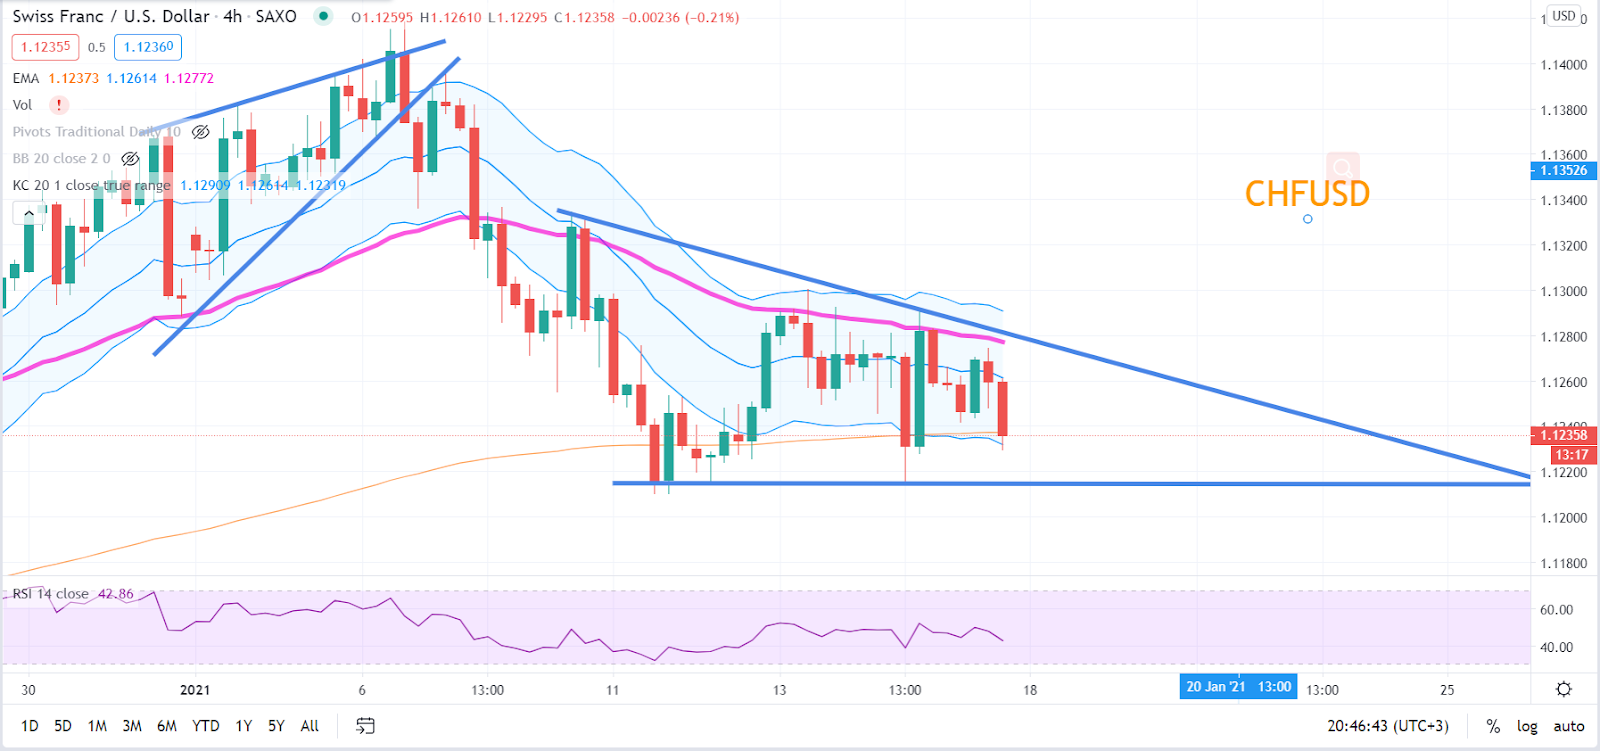 Swiss Franc / U.S. Dollar · 4h · SAXO O1.12595 H1.12610 L1.12295 C1.12358 −0.00236 (−0.21%)
USD
1.12355 0.5 1.12360
EMA 1.12373 1.12614 1.12772
Vol !
Pivots Traditional Daily 10
BB 20 close 2 0
KC 20 1 close true range 1.12909 1.12614 1.12319
CHFUSD
1.14000
1.13800
1.13600
1.13526
1.13400
1.13200
1.13000
1.12800
1.12600
1.12400
1.12358
13:17
1.12200
1.12000
1.11800
RSI 14 close 42.86
60.00
40.00
30 2021 6 13:00 11 13 13:00 18 20 Jan '21 13:00 13:00 25
1D 5D 1M 3M 6M YTD 1Y 5Y All 20:46:43 (UTC+3) % log auto